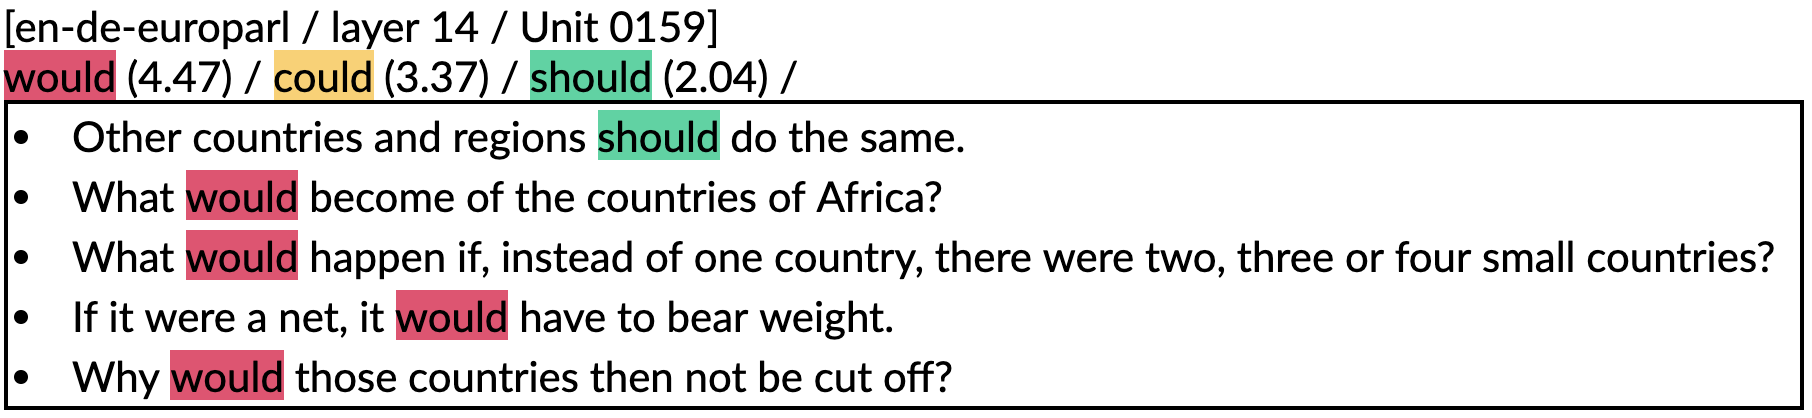 [en-de-europarl / layer 14 / Unit 0159]
would (4.47) / could (3.37) / should (2.04) /
• Other countries and regions should do the same.
• What would become of the countries of Africa?
• What would happen if, instead of one country, there were two, three or four small countries?
• If it were a net, it would have to bear weight.
• Why would those countries then not be cut off?